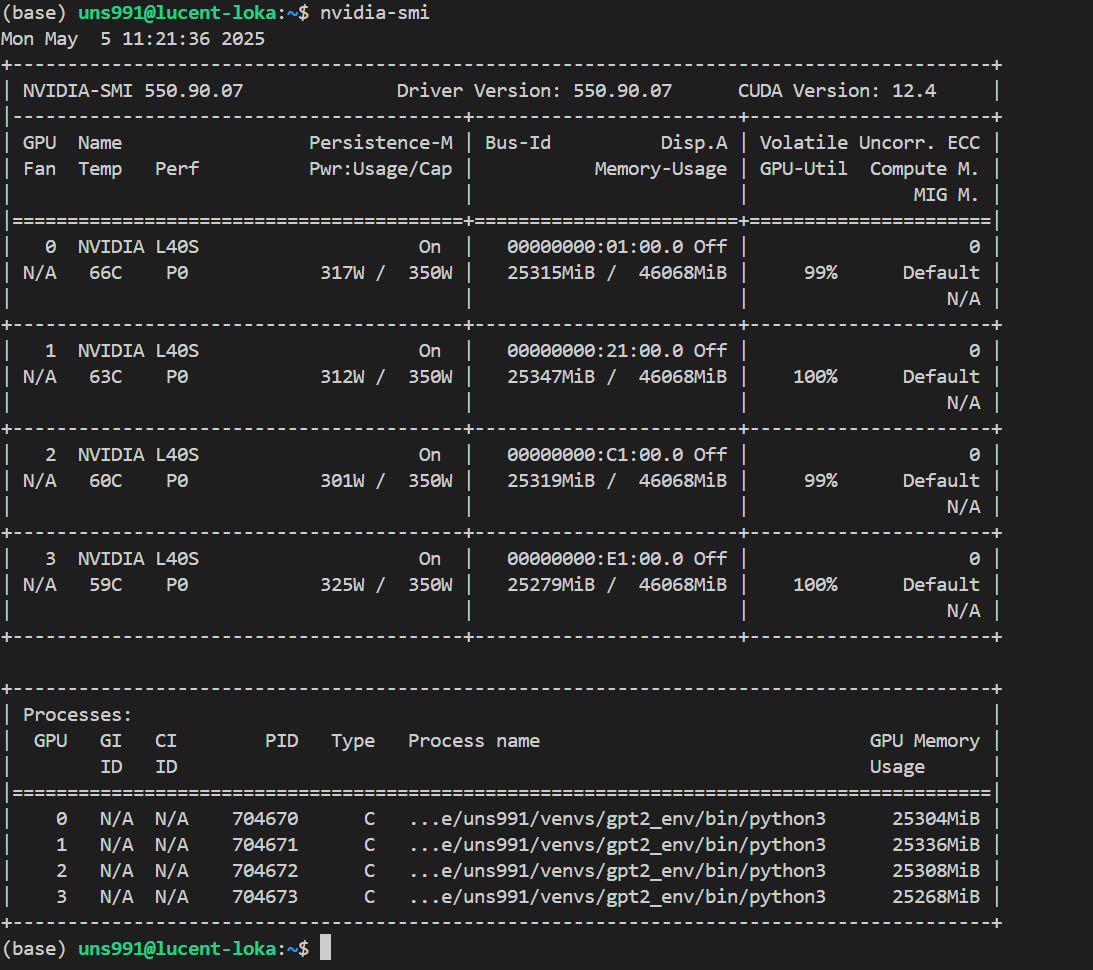 (base) uns991@lucent-loka:~$ nvidia-smi
Mon May  5 11:21:36 2025
+-----------------------------------------------------------------------------------------+
| NVIDIA-SMI 550.90.07              Driver Version: 550.90.07      CUDA Version: 12.4     |
|-----------------------------------------+------------------------+----------------------+
| GPU  Name                 Persistence-M | Bus-Id          Disp.A | Volatile Uncorr. ECC |
| Fan  Temp   Perf          Pwr:Usage/Cap |           Memory-Usage | GPU-Util  Compute M. |
|                                         |                        |               MIG M. |
|=========================================+========================+======================|
|   0  NVIDIA L40S                    On  |   00000000:01:00.0 Off |                    0 |
| N/A   66C    P0            317W /  350W |   25315MiB /  46068MiB |     99%      Default |
|                                         |                        |                  N/A |
+-----------------------------------------+------------------------+----------------------+
|   1  NVIDIA L40S                    On  |   00000000:21:00.0 Off |                    0 |
| N/A   63C    P0            312W /  350W |   25347MiB /  46068MiB |    100%      Default |
|                                         |                        |                  N/A |
+-----------------------------------------+------------------------+----------------------+
|   2  NVIDIA L40S                    On  |   00000000:C1:00.0 Off |                    0 |
| N/A   60C    P0            301W /  350W |   25319MiB /  46068MiB |     99%      Default |
|                                         |                        |                  N/A |
+-----------------------------------------+------------------------+----------------------+
|   3  NVIDIA L40S                    On  |   00000000:E1:00.0 Off |                    0 |
| N/A   59C    P0            325W /  350W |   25279MiB /  46068MiB |    100%      Default |
|                                         |                        |                  N/A |
+-----------------------------------------+------------------------+----------------------+

+-----------------------------------------------------------------------------------------+
| Processes:                                                                              |
|  GPU   GI   CI        PID   Type   Process name                              GPU Memory |
|        ID   ID                                                               Usage      |
|=========================================================================================|
|    0   N/A  N/A    704670      C   ...e/uns991/venvs/gpt2_env/bin/python3      25304MiB |
|    1   N/A  N/A    704671      C   ...e/uns991/venvs/gpt2_env/bin/python3      25336MiB |
|    2   N/A  N/A    704672      C   ...e/uns991/venvs/gpt2_env/bin/python3      25308MiB |
|    3   N/A  N/A    704673      C   ...e/uns991/venvs/gpt2_env/bin/python3      25268MiB |
+-----------------------------------------------------------------------------------------+
(base) uns991@lucent-loka:~$